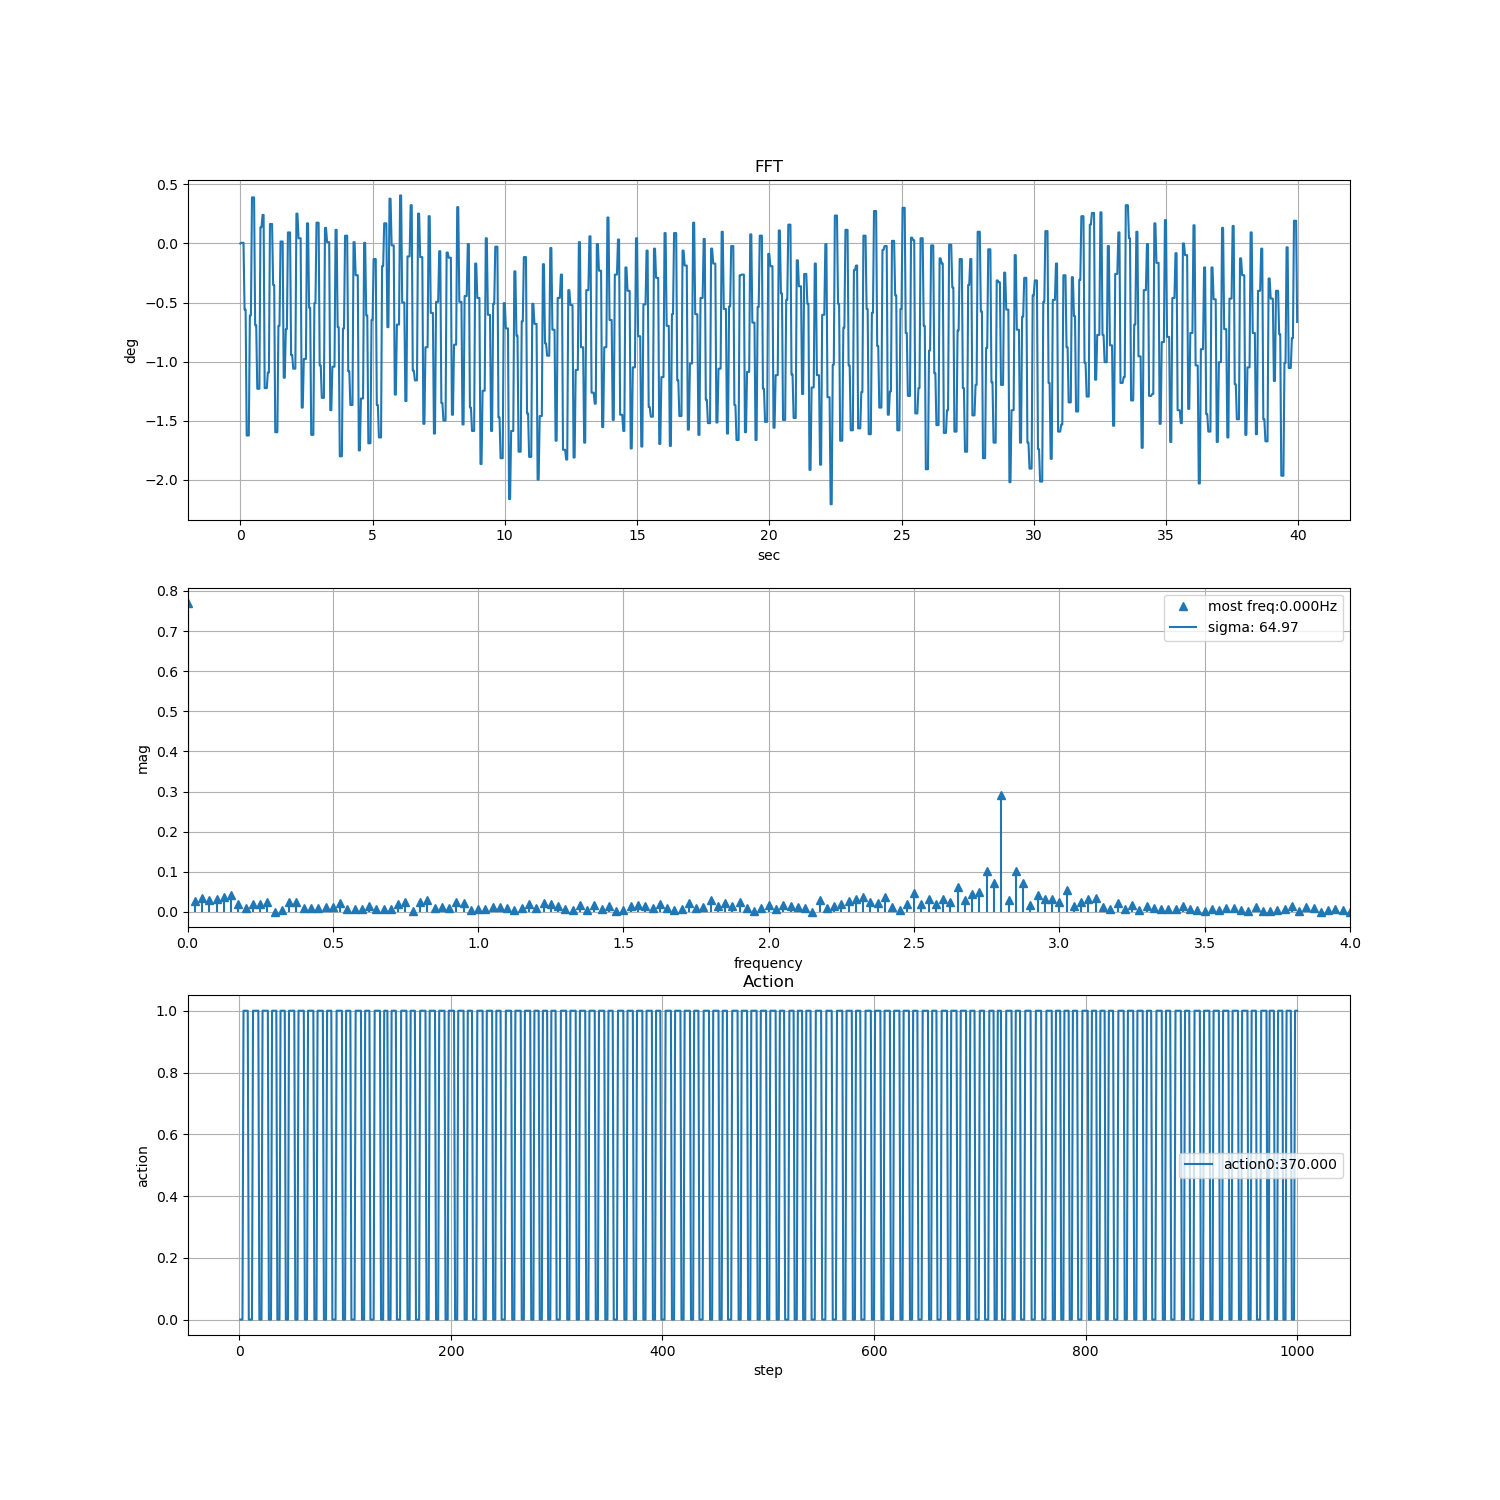 FFT
0.5
0.0
−0.5
−1.0
−1.5
−2.0
deg
0 5 10 15 20 25 30 35 40
sec
0.8
0.7
0.6
0.5
0.4
0.3
0.2
0.1
0.0
mag
most freq:0.000Hz
sigma: 64.97
0.0 0.5 1.0 1.5 2.0 2.5 3.0 3.5 4.0
frequency
Action
1.0
0.8
0.6
0.4
0.2
0.0
action
action0:370.000
0 200 400 600 800 1000
step